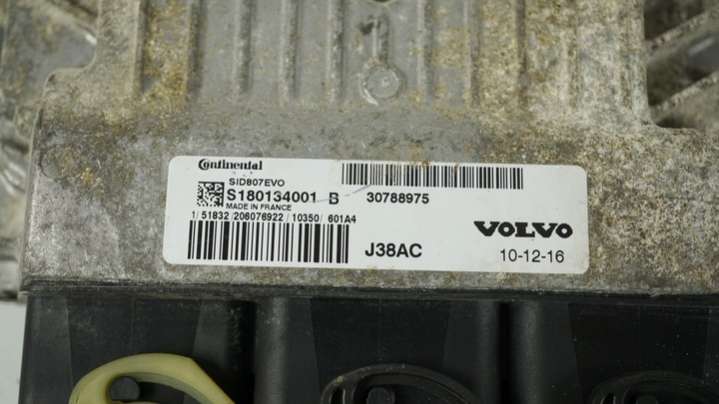 Continental
SID807EVO
S180134001 B 30788975
MADE IN FRANCE
1/ 51832 /206076922 /10350/ 601A4
VOLVO
J38AC 10-12-16